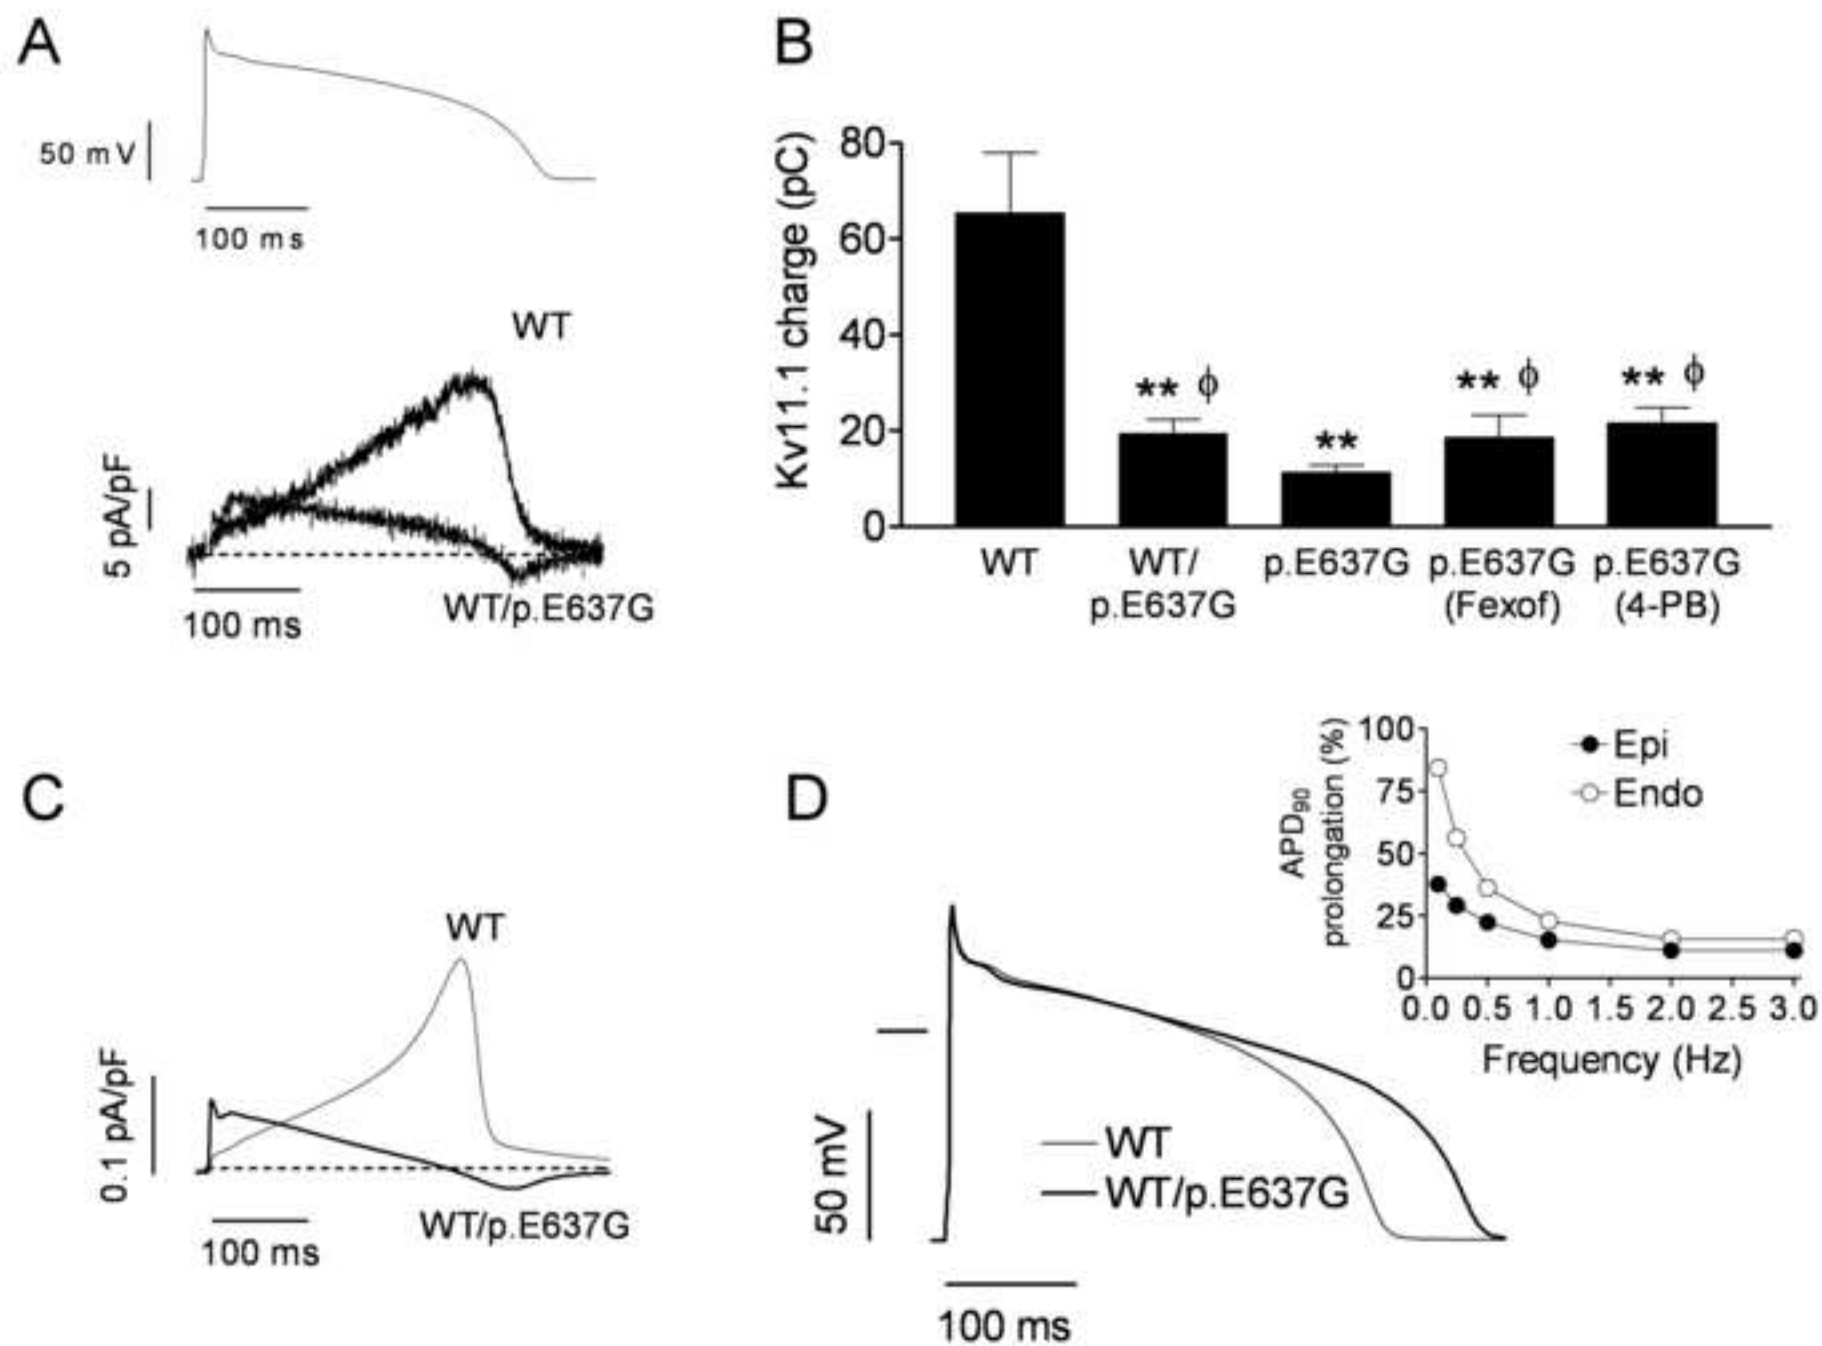 A
50 mV
100 ms
WT
5 pA/pF
100 ms
WT/p.E637G
B
Kv11.1 charge (pC)
80
60
40
20
0
** ϕ
**
** ϕ
** ϕ
WT
WT/
p.E637G
p.E637G
p.E637G
(Fexof)
p.E637G
(4-PB)
C
WT
0.1 pA/pF
100 ms
WT/p.E637G
D
50 mV
100 ms
WT
WT/p.E637G
APD90
prolongation (%)
100
75
50
25
0
Epi
Endo
0.0 0.5 1.0 1.5 2.0 2.5 3.0
Frequency (Hz)